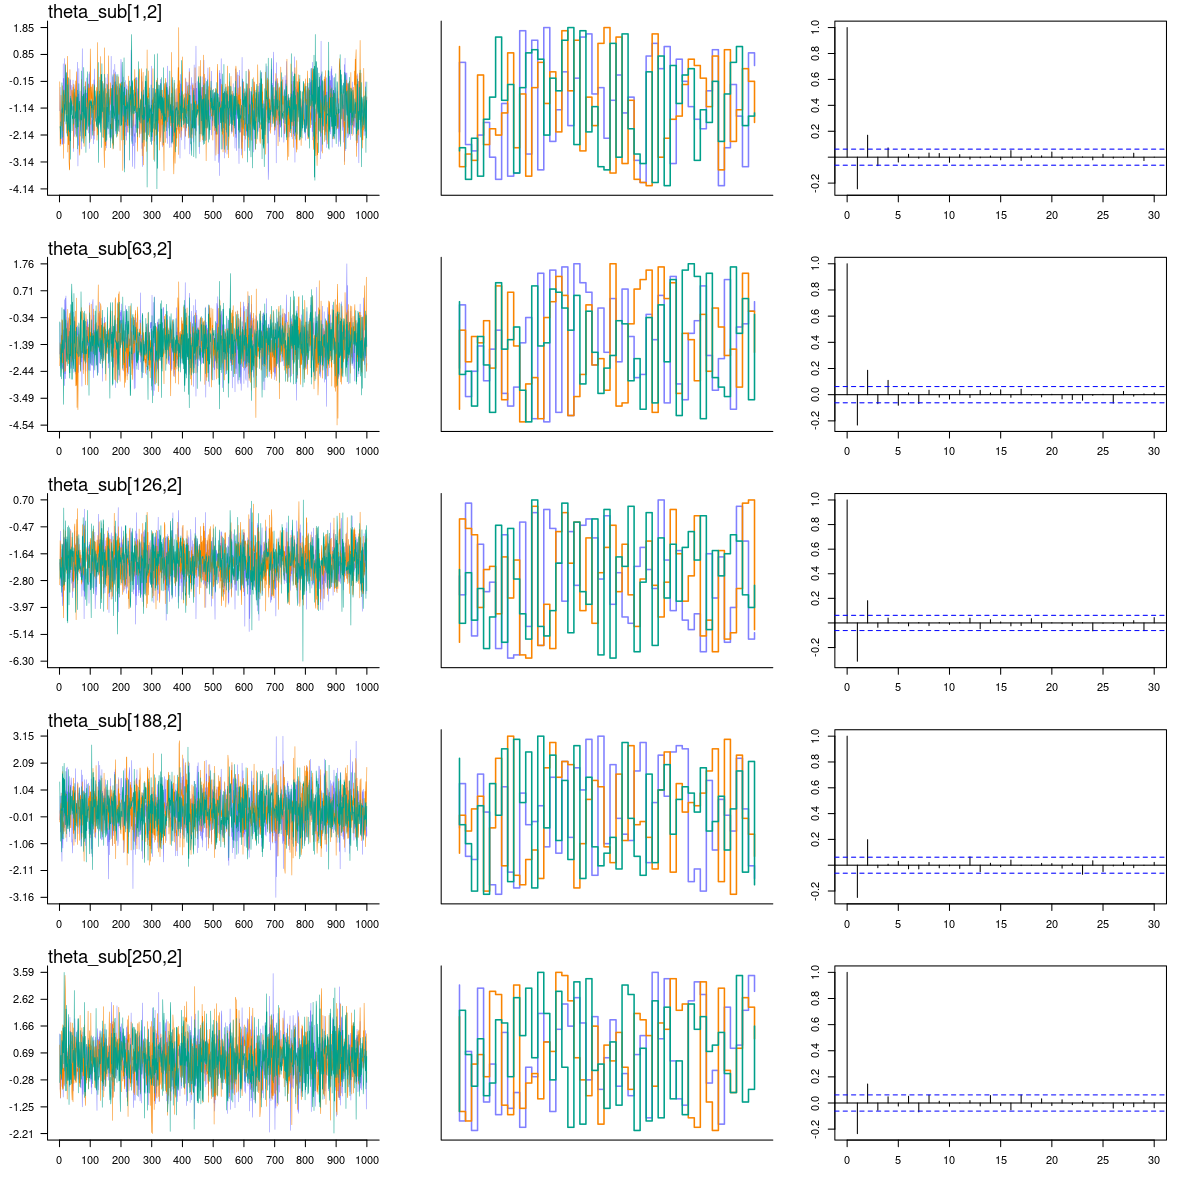 theta_sub[1,2]
1.85
0.85
-0.15
-1.14
-2.14
-3.14
-4.14
0 100 200 300 400 500 600 700 800 900 1000
-0.2 0.2 0.4 0.6 0.8 1.0
0 5 10 15 20 25 30
theta_sub[63,2]
1.76
0.71
-0.34
-1.39
-2.44
-3.49
-4.54
0 100 200 300 400 500 600 700 800 900 1000
-0.2 0.0 0.2 0.4 0.6 0.8 1.0
0 5 10 15 20 25 30
theta_sub[126,2]
0.70
-0.47
-1.64
-2.80
-3.97
-5.14
-6.30
0 100 200 300 400 500 600 700 800 900 1000
-0.2 0.2 0.4 0.6 0.8 1.0
0 5 10 15 20 25 30
theta_sub[188,2]
3.15
2.09
1.04
-0.01
-1.06
-2.11
-3.16
0 100 200 300 400 500 600 700 800 900 1000
-0.2 0.2 0.4 0.6 0.8 1.0
0 5 10 15 20 25 30
theta_sub[250,2]
3.59
2.62
1.66
0.69
-0.28
-1.25
-2.21
0 100 200 300 400 500 600 700 800 900 1000
-0.2 0.0 0.2 0.4 0.6 0.8 1.0
0 5 10 15 20 25 30